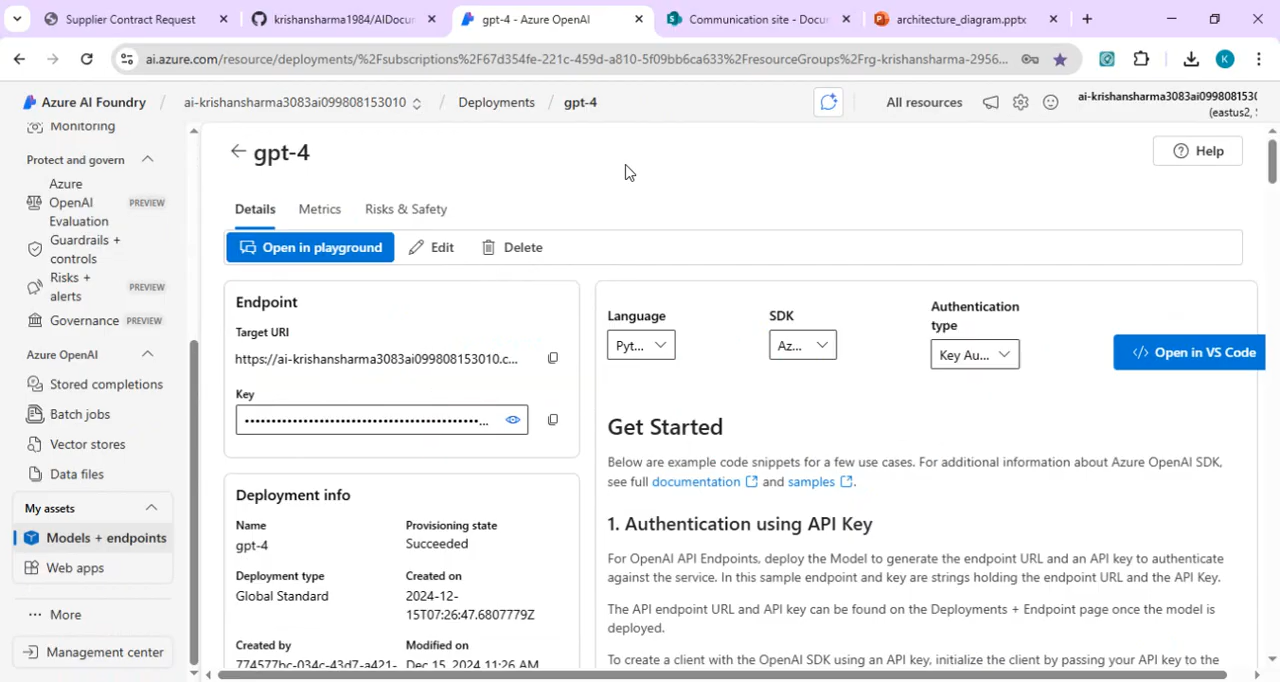 Supplier Contract Request
krishansharma1984/AIDocu
gpt-4 - Azure OpenAI
Communication site - Docu
architecture_diagram.pptx
ai.azure.com/resource/deployments/%2Fsubscriptions%2F67d354fe-221c-459d-a810-5f09bb6ca633%2FresourceGroups%2Frg-krishansharma-2956...
K
Azure AI Foundry / ai-krishansharma3083ai099808153010 / Deployments / gpt-4
All resources
ai-krishansharma3083ai09980815301
(eastus2,
Monitoring
Protect and govern
Azure OpenAI Evaluation PREVIEW
Guardrails + controls
Risks + alerts PREVIEW
Governance PREVIEW
Azure OpenAI
Stored completions
Batch jobs
Vector stores
Data files
My assets
Models + endpoints
Web apps
More
Management center
gpt-4
Help
Details Metrics Risks & Safety
Open in playground Edit Delete
Endpoint
Target URI
https://ai-krishansharma3083ai099808153010.c...
Key
••••••••••••••••••••••••••••••••••••••••••...
Deployment info
Name
gpt-4
Provisioning state
Succeeded
Deployment type
Global Standard
Created on
2024-12-
15T07:26:47.6807779Z
Created by
774577bc-034c-43d7-a421-
Modified on
Dec 15, 2024 11:26 AM
Language
Pyt...
SDK
Az...
Authentication
type
Key Au...
Open in VS Code
Get Started
Below are example code snippets for a few use cases. For additional information about Azure OpenAI SDK,
see full documentation and samples .
1. Authentication using API Key
For OpenAI API Endpoints, deploy the Model to generate the endpoint URL and an API key to authenticate
against the service. In this sample endpoint and key are strings holding the endpoint URL and the API Key.
The API endpoint URL and API key can be found on the Deployments + Endpoint page once the model is
deployed.
To create a client with the OpenAI SDK using an API key, initialize the client by passing your API key to the